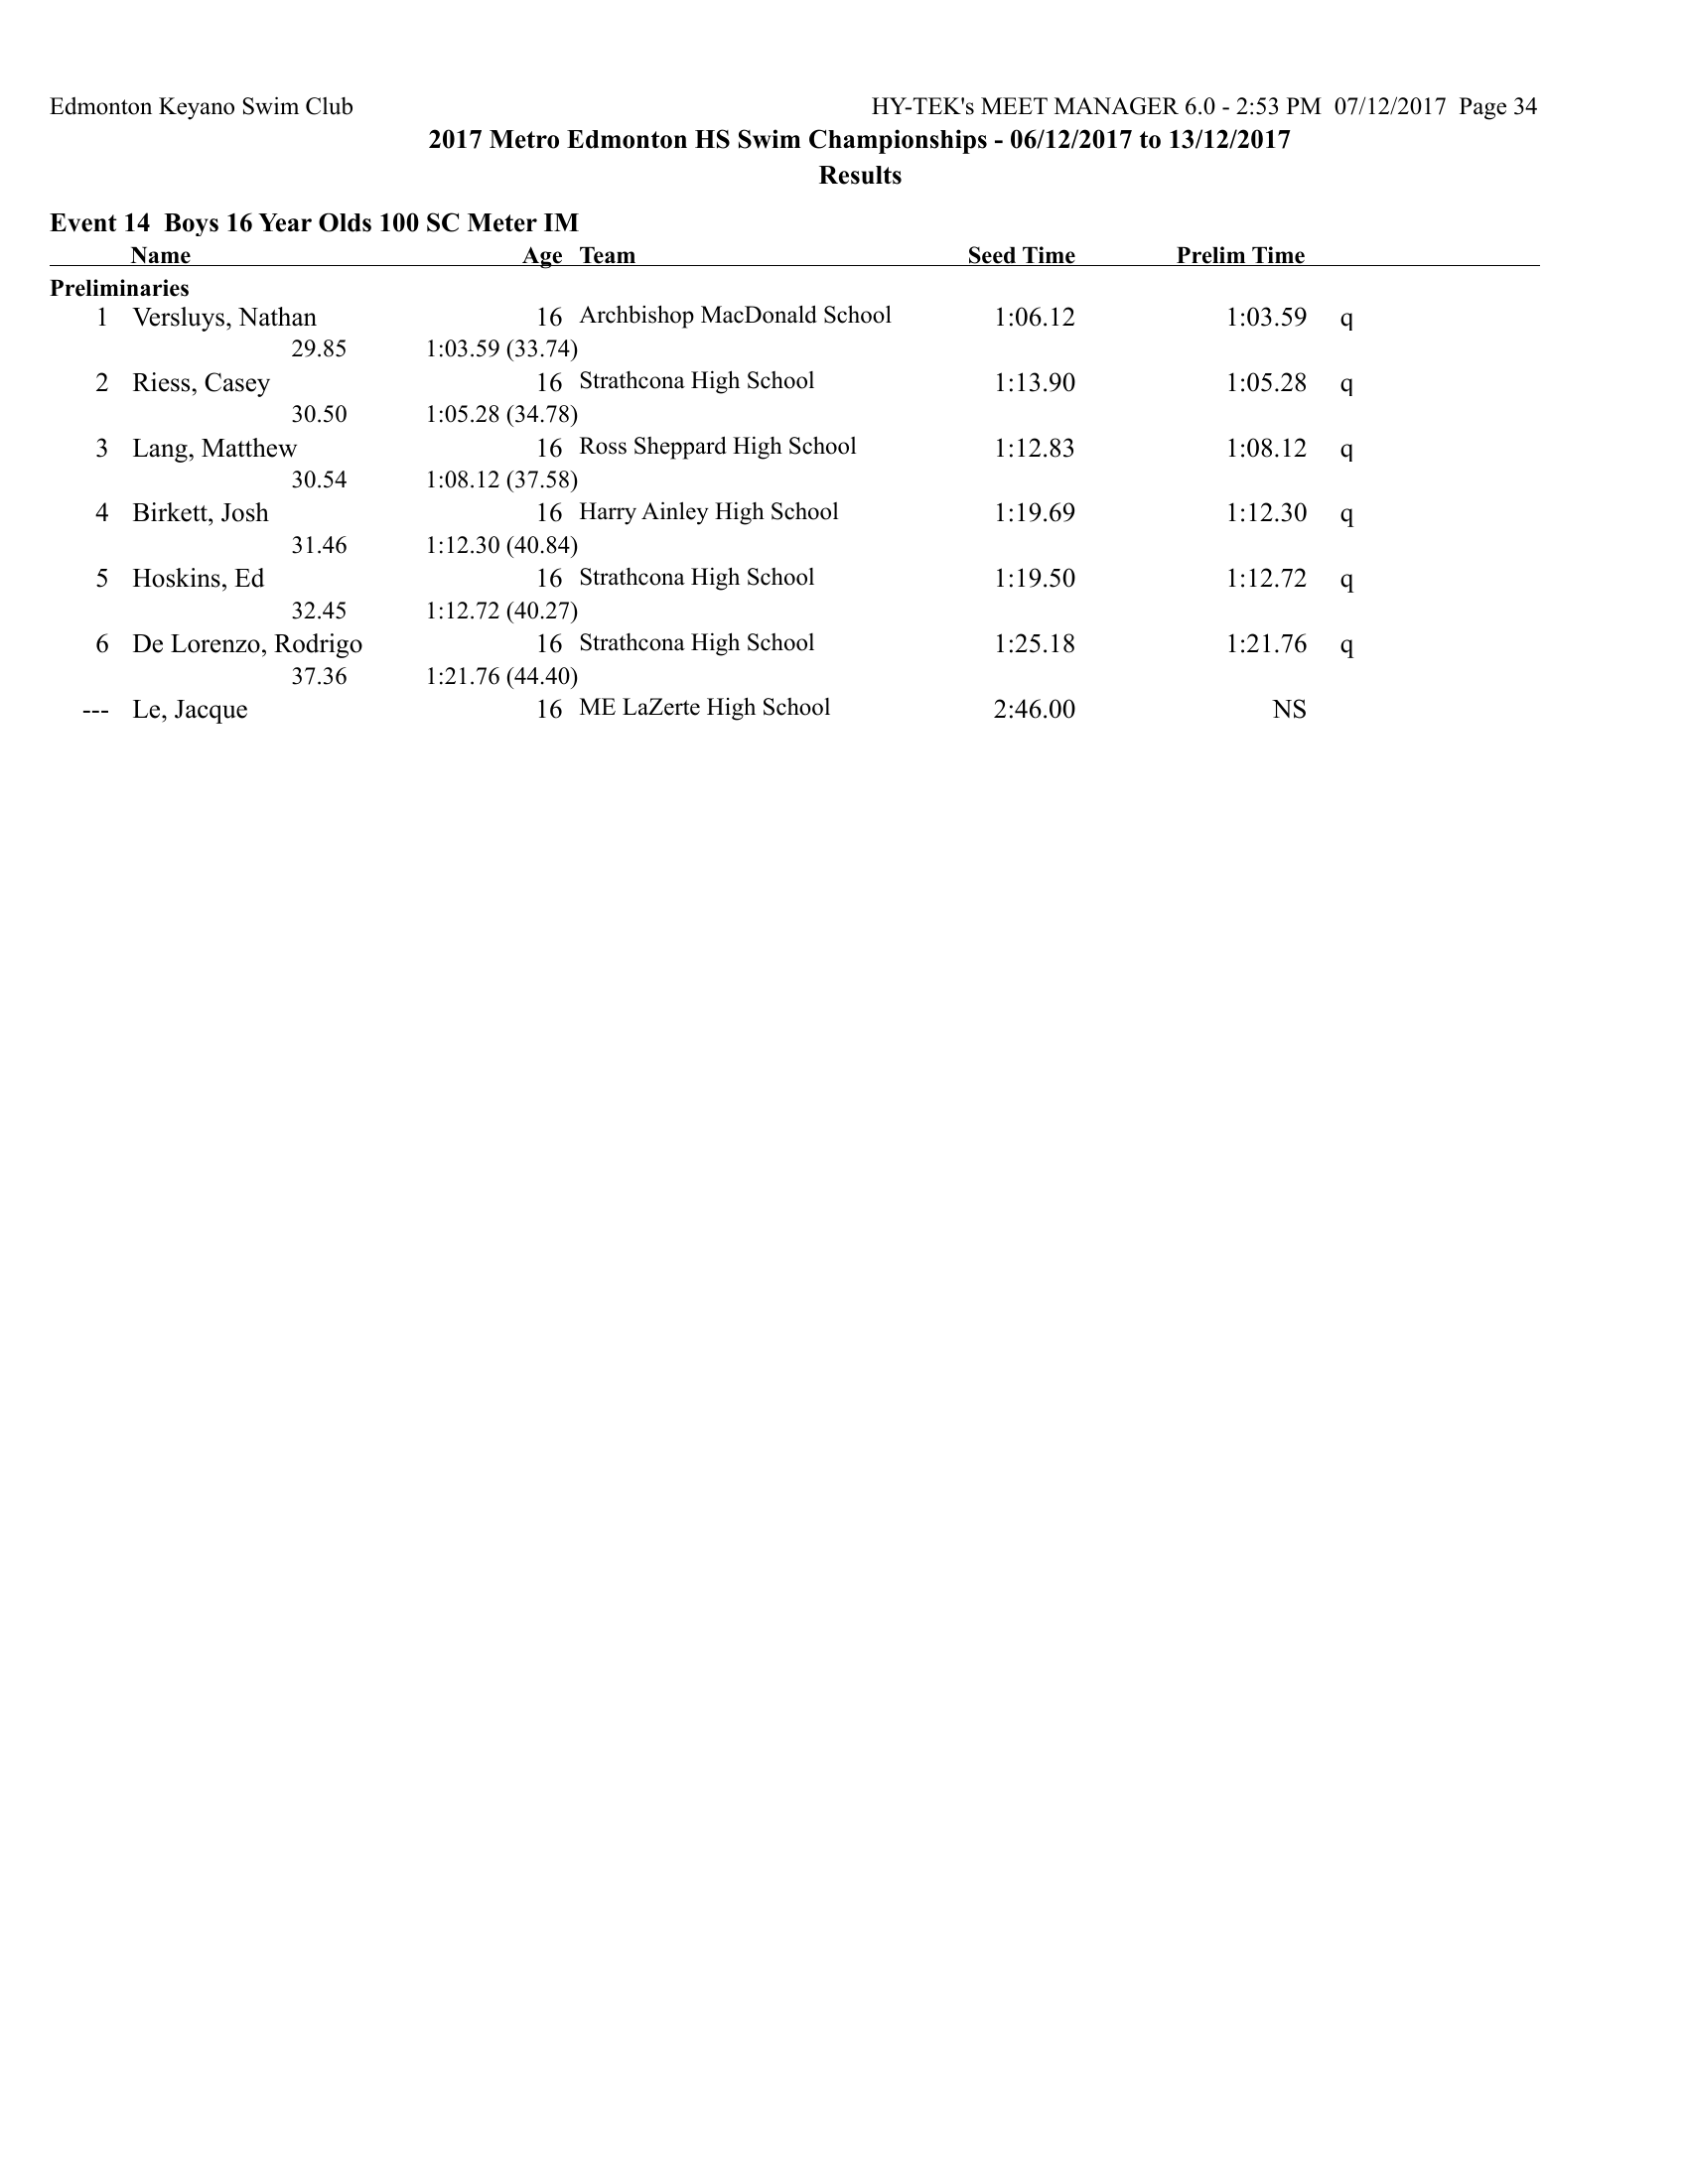 Edmonton Keyano Swim Club HY-TEK's MEET MANAGER 6.0 - 2:53 PM 07/12/2017 Page 34
2017 Metro Edmonton HS Swim Championships - 06/12/2017 to 13/12/2017
Results
Event 14 Boys 16 Year Olds 100 SC Meter IM
Name Age Team Seed Time Prelim Time
Preliminaries
1 Versluys, Nathan 16 Archbishop MacDonald School 1:06.12 1:03.59 q
29.85 1:03.59 (33.74)
2 Riess, Casey 16 Strathcona High School 1:13.90 1:05.28 q
30.50 1:05.28 (34.78)
3 Lang, Matthew 16 Ross Sheppard High School 1:12.83 1:08.12 q
30.54 1:08.12 (37.58)
4 Birkett, Josh 16 Harry Ainley High School 1:19.69 1:12.30 q
31.46 1:12.30 (40.84)
5 Hoskins, Ed 16 Strathcona High School 1:19.50 1:12.72 q
32.45 1:12.72 (40.27)
6 De Lorenzo, Rodrigo 16 Strathcona High School 1:25.18 1:21.76 q
37.36 1:21.76 (44.40)
--- Le, Jacque 16 ME LaZerte High School 2:46.00 NS